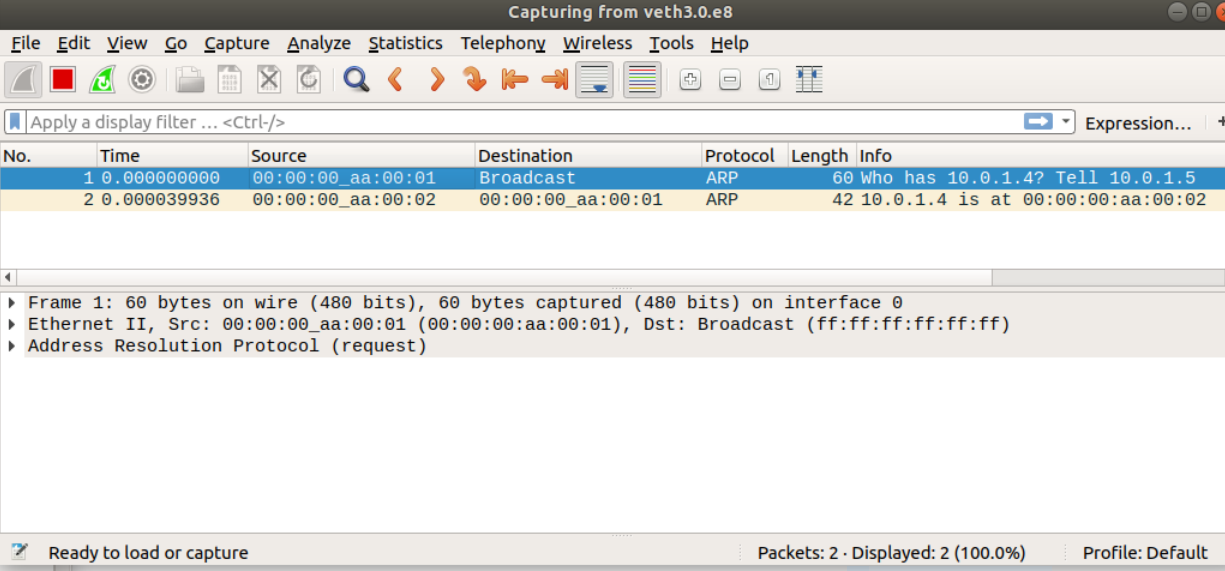 Capturing from veth3.0.e8
File Edit View Go Capture Analyze Statistics Telephony Wireless Tools Help
Apply a display filter … <Ctrl-/> Expression… +
No. Time Source Destination Protocol Length Info
1 0.000000000 00:00:00_aa:00:01 Broadcast ARP 60 Who has 10.0.1.4? Tell 10.0.1.5
2 0.000039936 00:00:00_aa:00:02 00:00:00_aa:00:01 ARP 42 10.0.1.4 is at 00:00:00:aa:00:02
Frame 1: 60 bytes on wire (480 bits), 60 bytes captured (480 bits) on interface 0
Ethernet II, Src: 00:00:00_aa:00:01 (00:00:00:aa:00:01), Dst: Broadcast (ff:ff:ff:ff:ff:ff)
Address Resolution Protocol (request)
Ready to load or capture Packets: 2 · Displayed: 2 (100.0%) Profile: Default